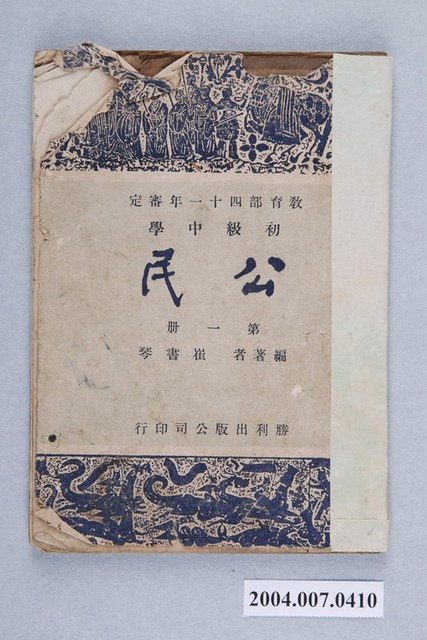 教育部四十一年審定
初級中學
公民
第一册
編著者 崔書琴
勝利出版公司印行
2004.007.0410